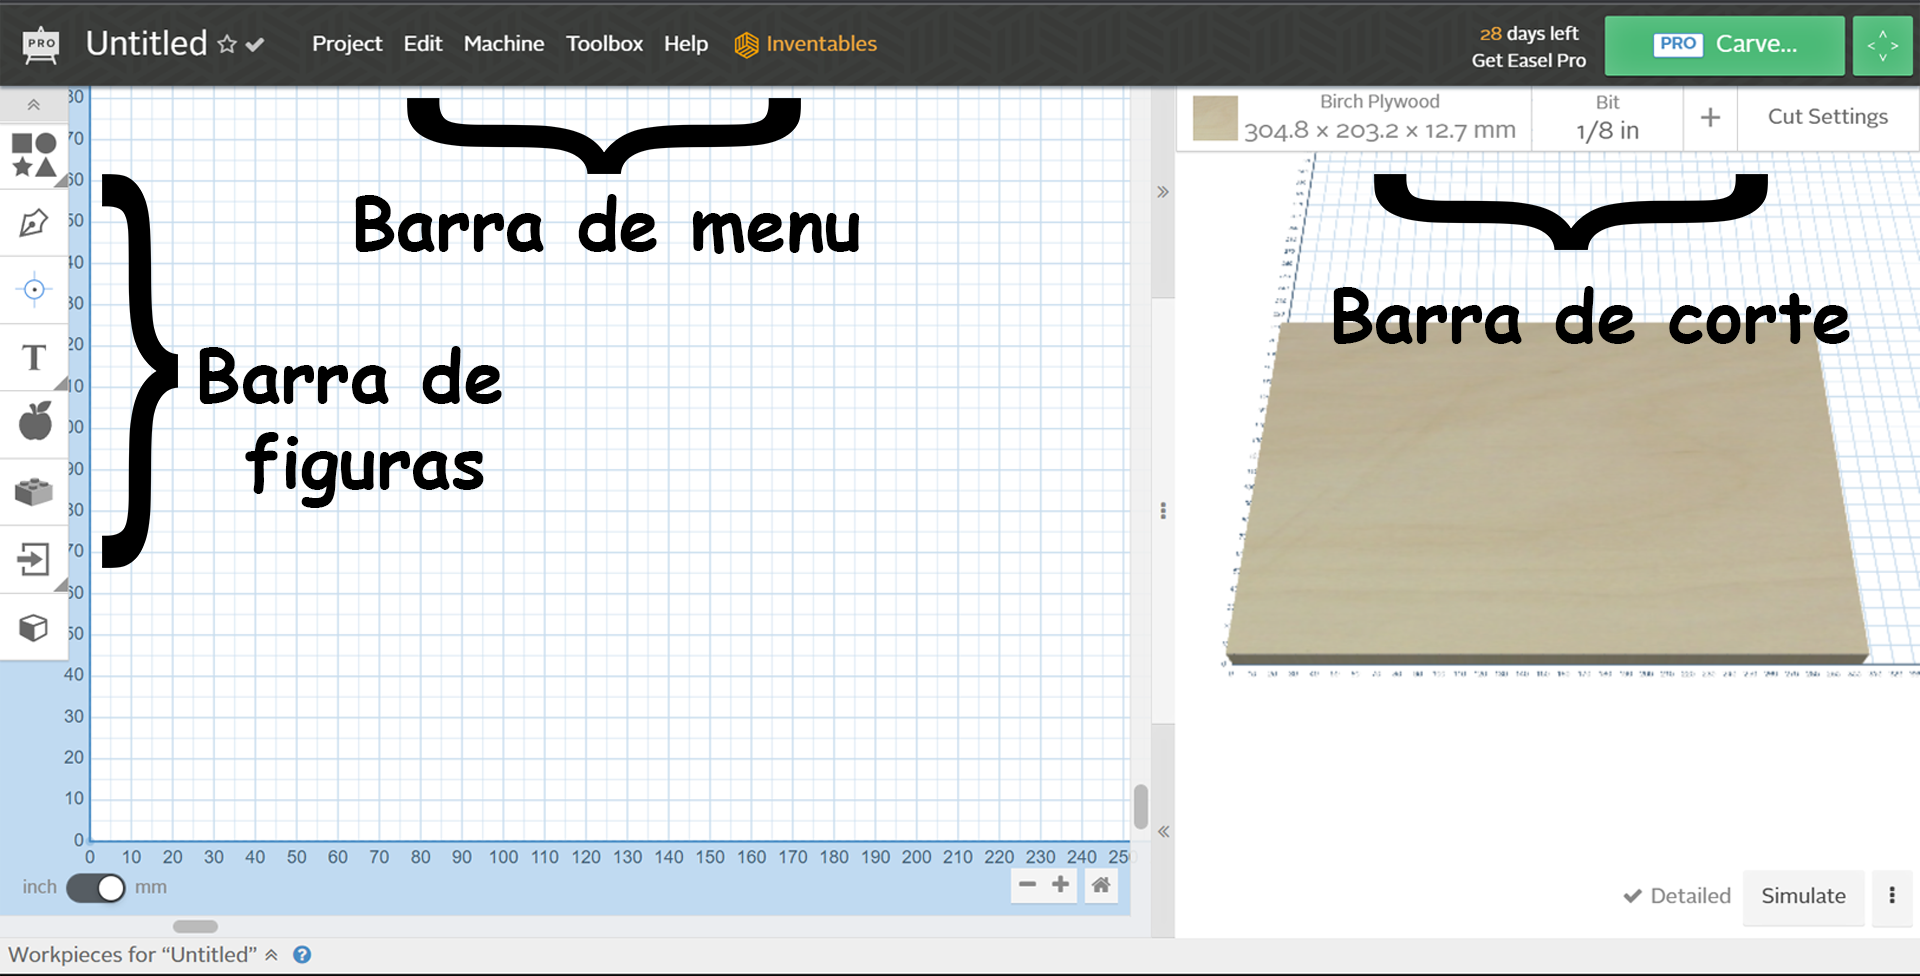 PRO
Untitled
Project Edit Machine Toolbox Help Inventables
28 days left
Get Easel Pro
PRO Carve...
Birch Plywood
304.8 × 203.2 × 12.7 mm
Bit
1/8 in
+
Cut Settings
Barra de menu
Barra de
figuras
Barra de corte
T
80
70
60
50
40
30
20
10
00
90
80
70
60
50
40
30
20
10
0
0 10 20 30 40 50 60 70 80 90 100 110 120 130 140 150 160 170 180 190 200 210 220 230 240 250
inch mm
Detailed
Simulate
Workpieces for “Untitled” ?